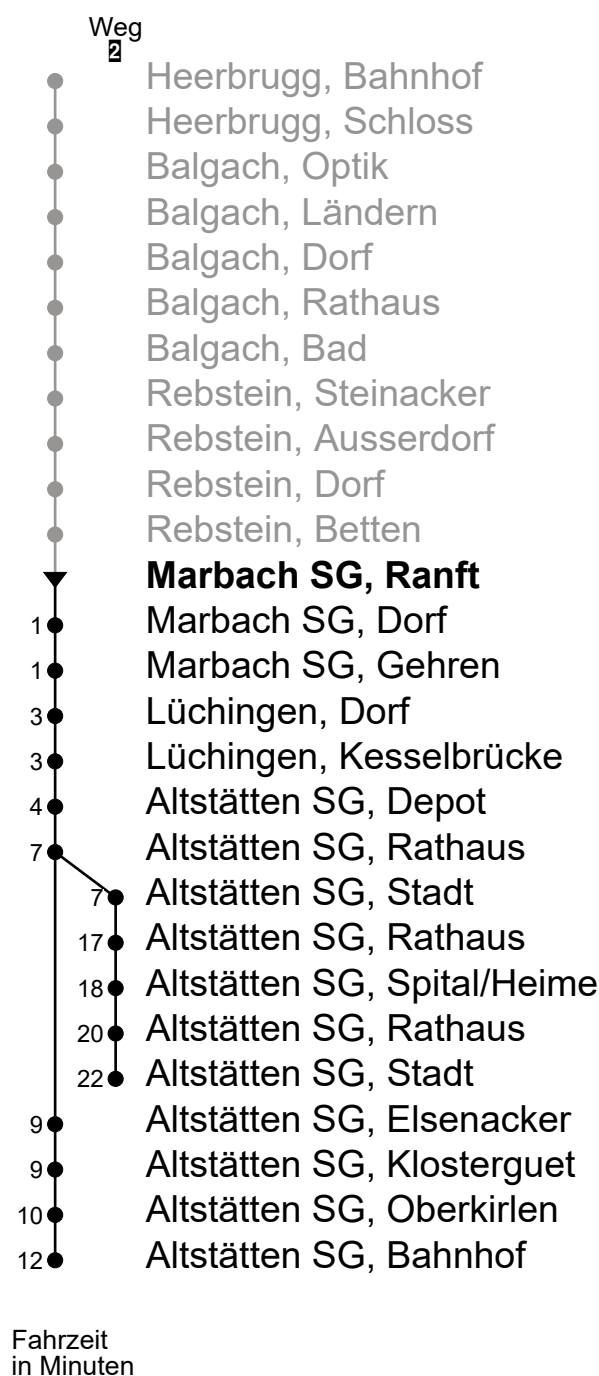 Weg
2
Heerbrugg, Bahnhof
Heerbrugg, Schloss
Balgach, Optik
Balgach, Ländern
Balgach, Dorf
Balgach, Rathaus
Balgach, Bad
Rebstein, Steinacker
Rebstein, Ausserdorf
Rebstein, Dorf
Rebstein, Betten
Marbach SG, Ranft
1 Marbach SG, Dorf
1 Marbach SG, Gehren
3 Lüchingen, Dorf
3 Lüchingen, Kesselbrücke
4 Altstätten SG, Depot
7 Altstätten SG, Rathaus
7 Altstätten SG, Stadt
17 Altstätten SG, Rathaus
18 Altstätten SG, Spital/Heime
20 Altstätten SG, Rathaus
22 Altstätten SG, Stadt
9 Altstätten SG, Elsenacker
9 Altstätten SG, Klosterguet
10 Altstätten SG, Oberkirlen
12 Altstätten SG, Bahnhof
Fahrzeit
in Minuten